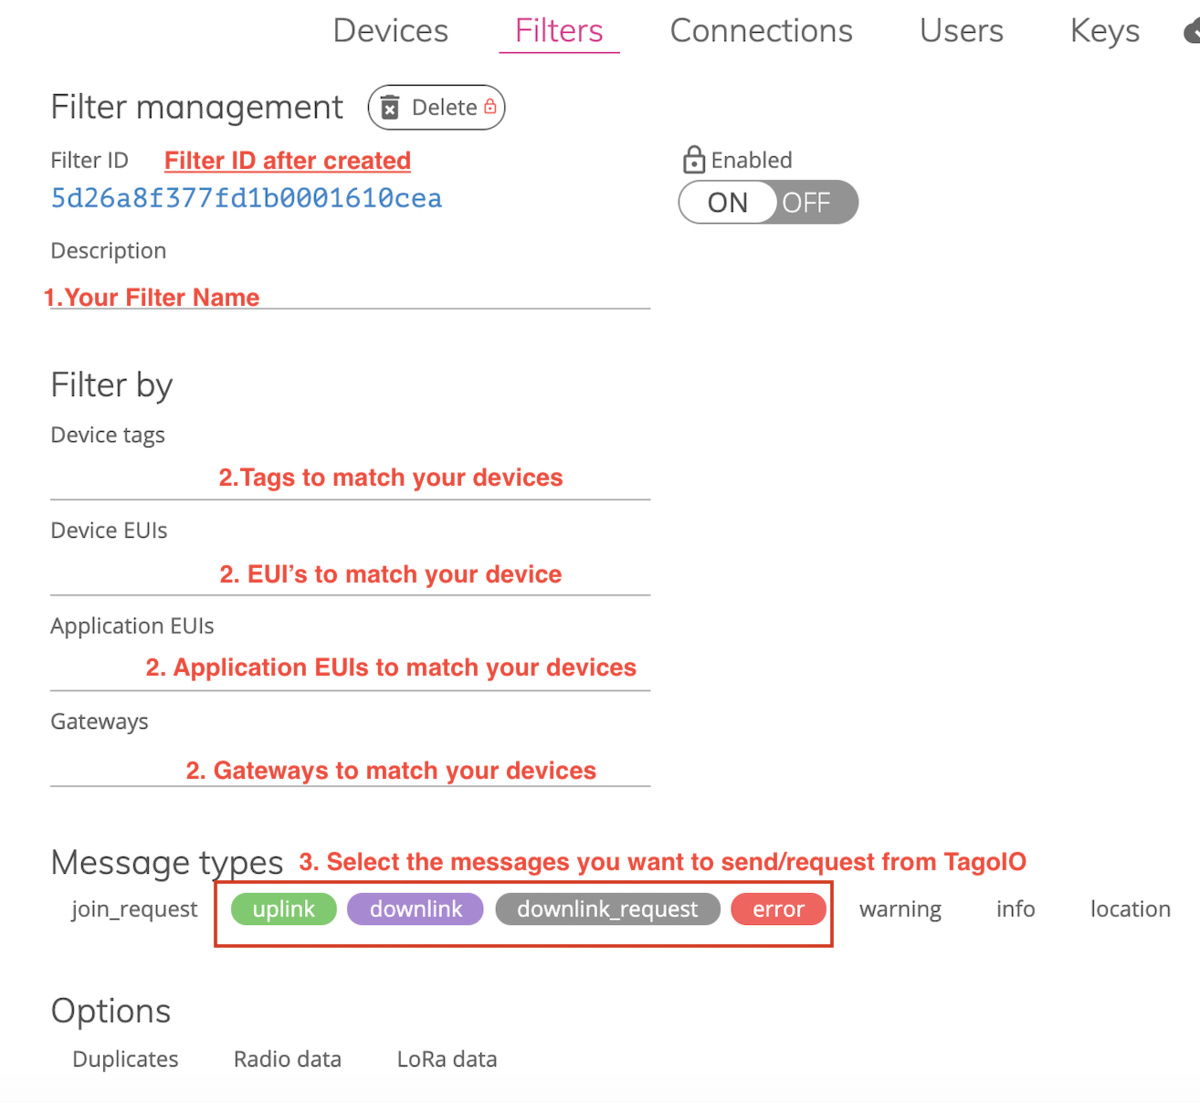 Devices Filters Connections Users Keys
Filter management Delete
Filter ID Filter ID after created
Enabled
5d26a8f377fd1b0001610cea
ON OFF
Description
1.Your Filter Name
Filter by
Device tags
2.Tags to match your devices
Device EUIs
2. EUI’s to match your device
Application EUIs
2. Application EUIs to match your devices
Gateways
2. Gateways to match your devices
Message types 3. Select the messages you want to send/request from TagoIO
join_request uplink downlink downlink_request error warning info location
Options
Duplicates Radio data LoRa data